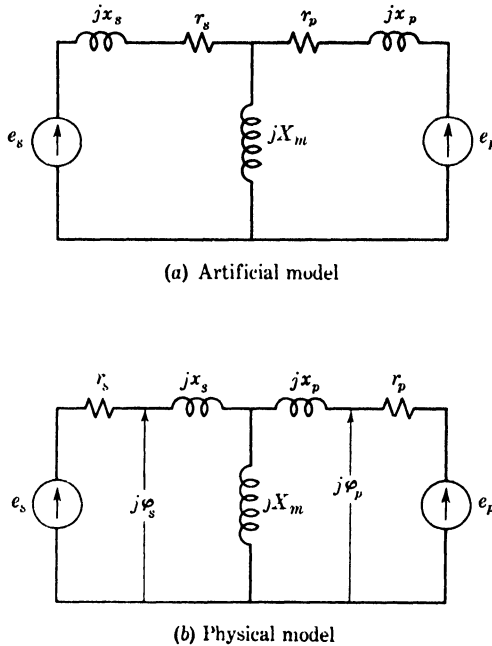 jx_s r_s r_p jx_p
e_s jX_m e_p
(a) Artificial model
r_s jx_s jx_p r_p
e_s jφ_s jX_m jφ_p e_p
(b) Physical model